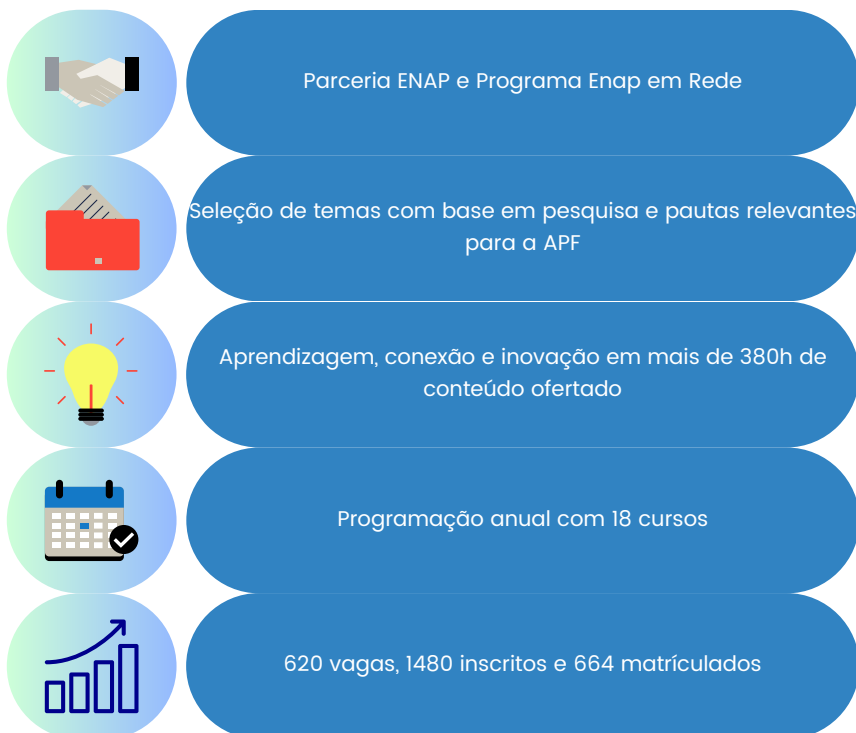 Parceria ENAP e Programa Enap em Rede
Seleção de temas com base em pesquisa e pautas relevantes
para a APF
Aprendizagem, conexão e inovação em mais de 380h de
conteúdo ofertado
Programação anual com 18 cursos
620 vagas, 1480 inscritos e 664 matrículados